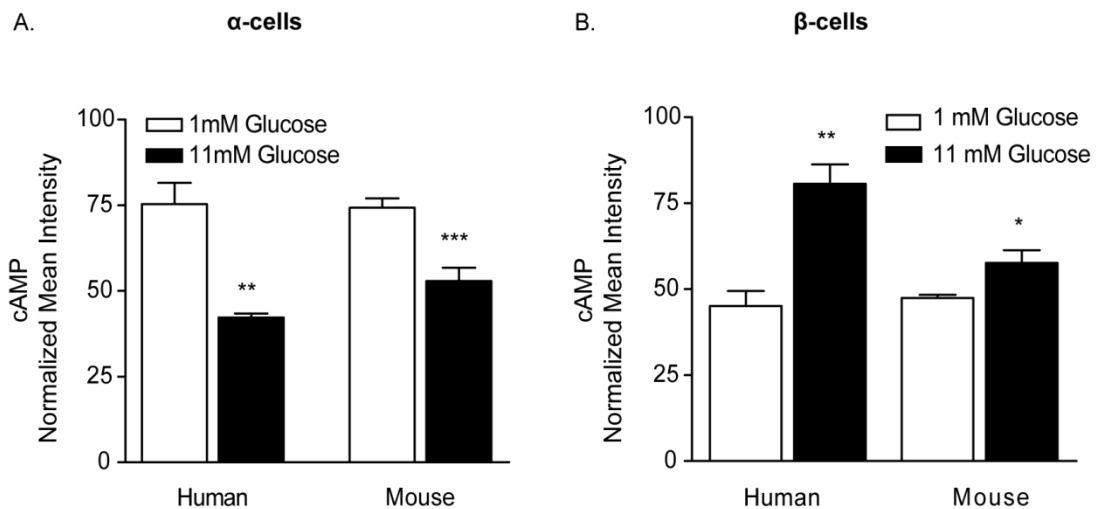 A.
α-cells
cAMP
Normalized Mean Intensity
100
75
50
25
0
1mM Glucose
11mM Glucose
**
***
Human
Mouse
B.
β-cells
cAMP
Normalized Mean Intensity
100
75
50
25
0
1 mM Glucose
11 mM Glucose
**
*
Human
Mouse